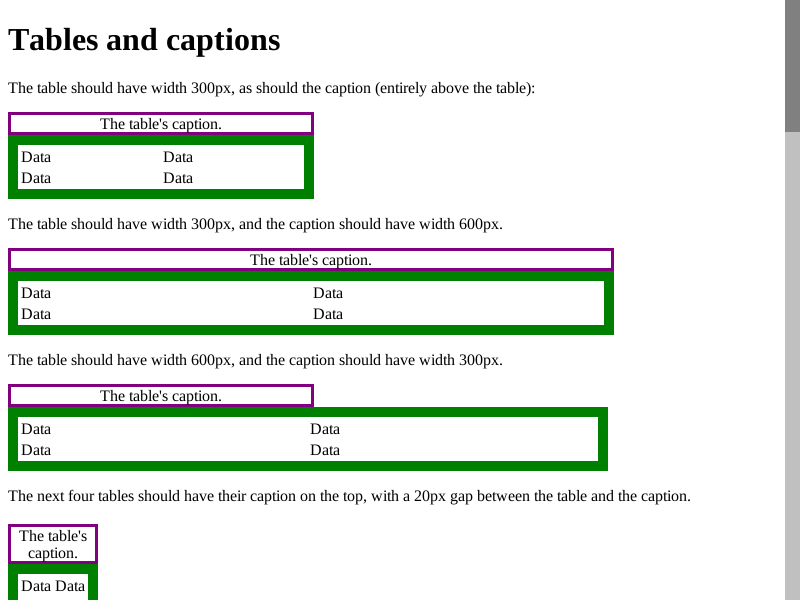 Tables and captions
The table should have width 300px, as should the caption (entirely above the table):
The table's caption.
Data Data
Data Data
The table should have width 300px, and the caption should have width 600px.
The table's caption.
Data Data
Data Data
The table should have width 600px, and the caption should have width 300px.
The table's caption.
Data Data
Data Data
The next four tables should have their caption on the top, with a 20px gap between the table and the caption.
The table's
caption.
Data Data